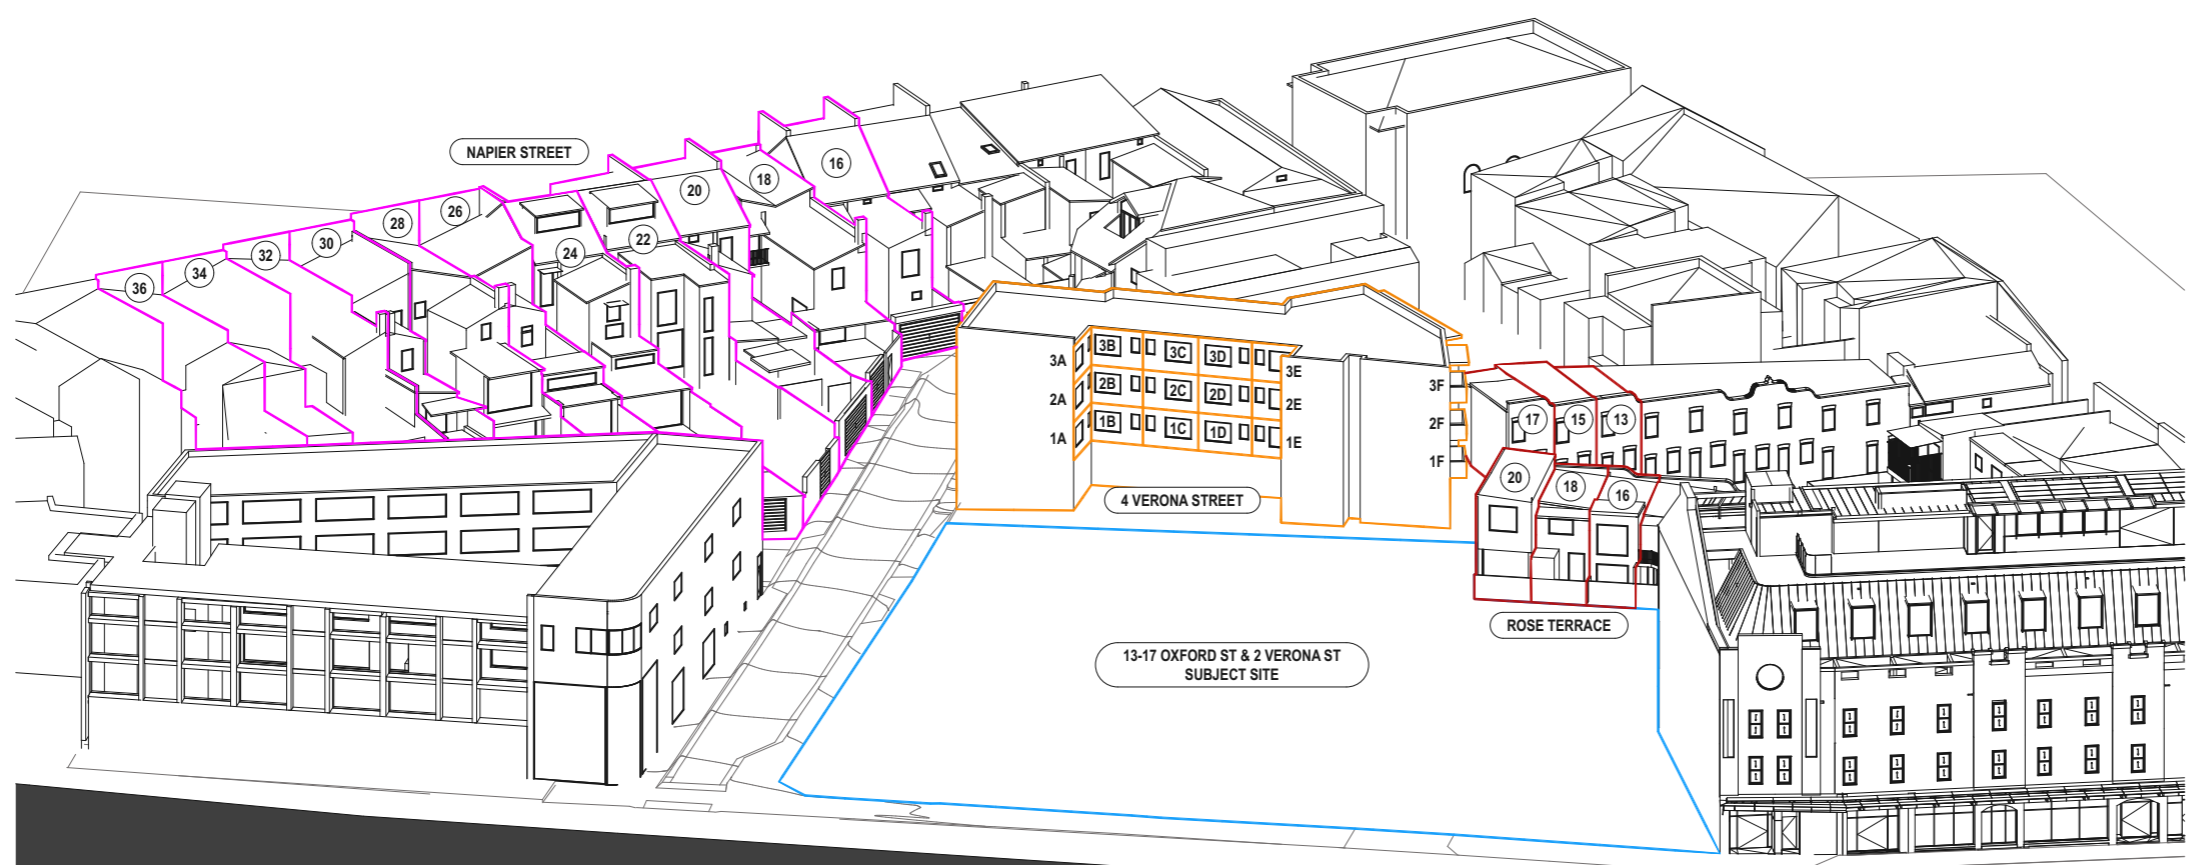 NAPIER STREET
16
18
20
26
28
30
22
32
24
34
36
3B
3C
3D
3A
3E
2B
2C
2D
3F
2A
2E
1B
1C
1D
2F
1A
1E
1F
17
15
13
20
18
16
4 VERONA STREET
ROSE TERRACE
13-17 OXFORD ST & 2 VERONA ST
SUBJECT SITE